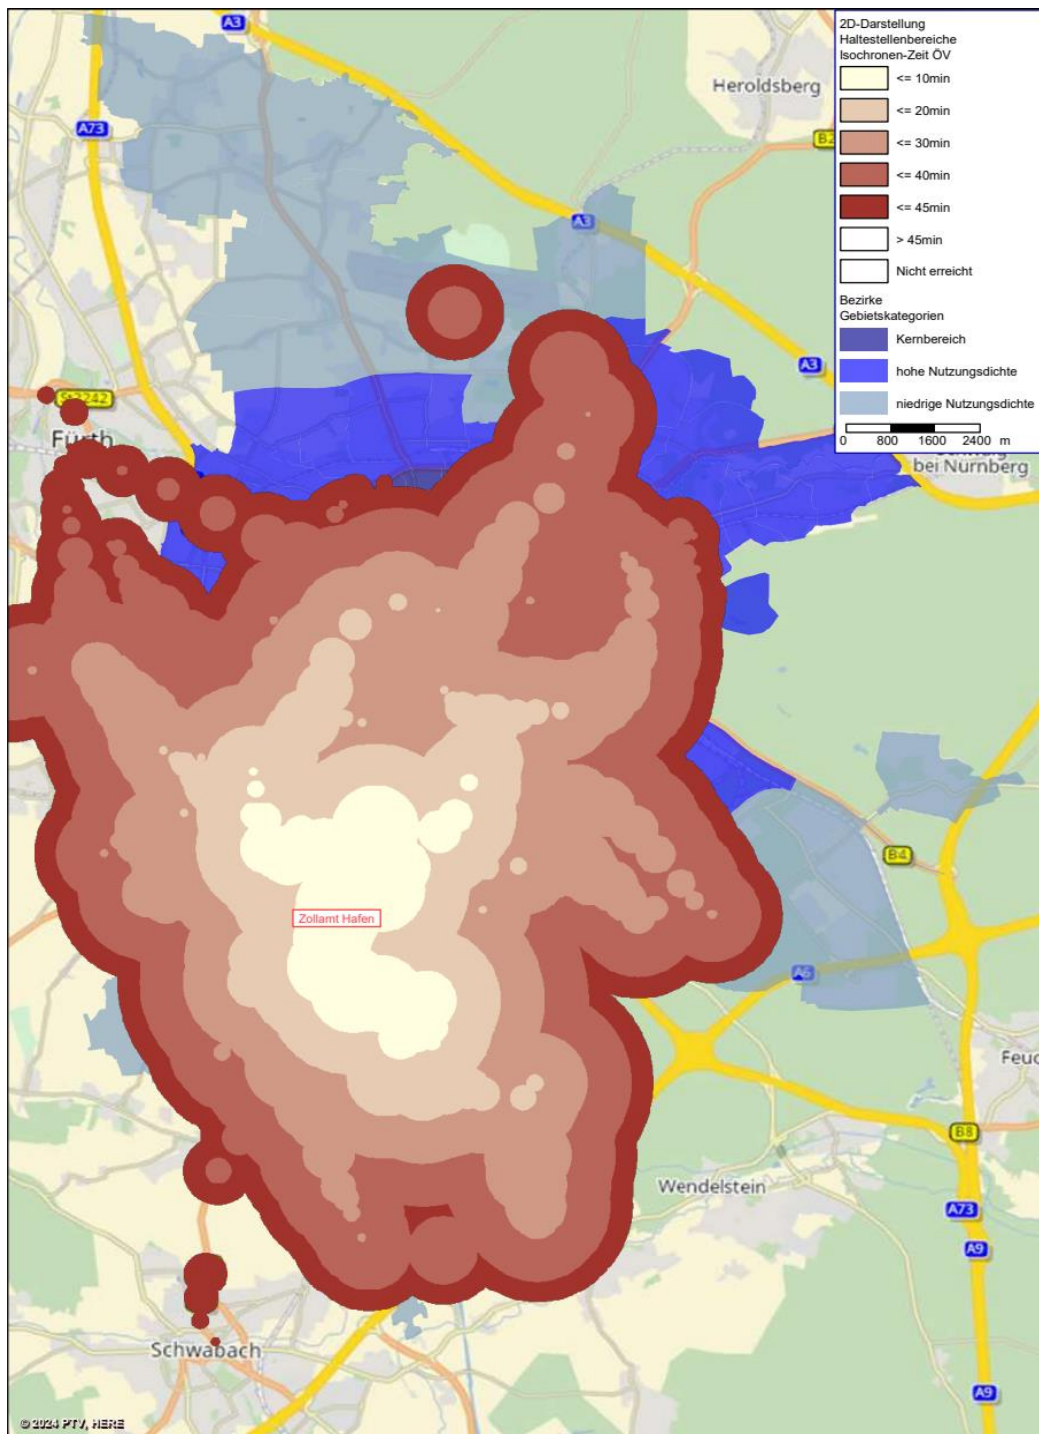 2D-Darstellung
Haltestellenbereiche
Isochronen-Zeit ÖV
<= 10min
<= 20min
<= 30min
<= 40min
<= 45min
> 45min
Nicht erreicht
Bezirke
Gebietskategorien
Kernbereich
hohe Nutzungsdichte
niedrige Nutzungsdichte
0 800 1600 2400 m
A3
Heroldsberg
A73
B2
A3
A3
Fürth
bei Nürnberg
B4
Zollamt Hafen
A6
Feuc
B8
Wendelstein
A73
A9
Schwabach
A9
© 2024 PTV, HERE